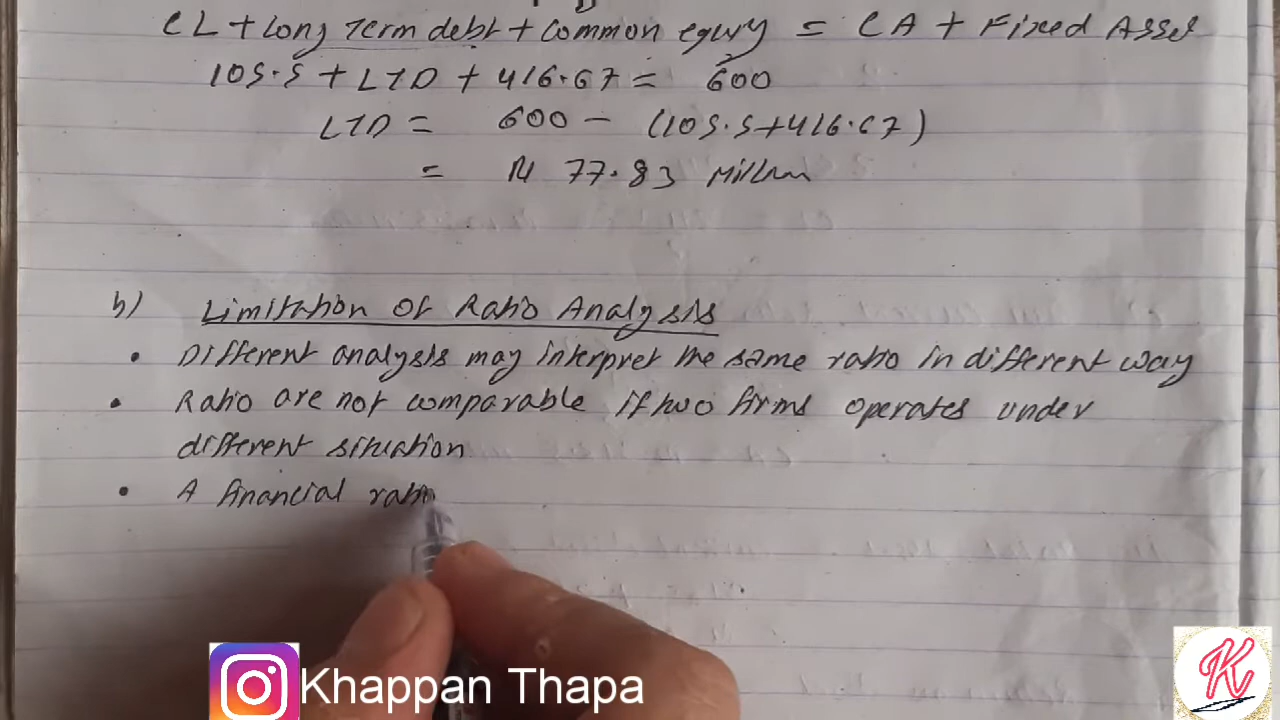 CL + Long Term debt + Common equity = CA + Fixed Asset
105.5 + LTD + 416.67 = 600
LTD = 600 - (105.5+416.67)
= Rs 77.83 Million
b) Limitation Of Ratio Analysis
• Different analysis may interpret the same ratio in different way
• Ratio are not comparable if two firms operates under
different situation
• A financial ratio
Khappan Thapa
K